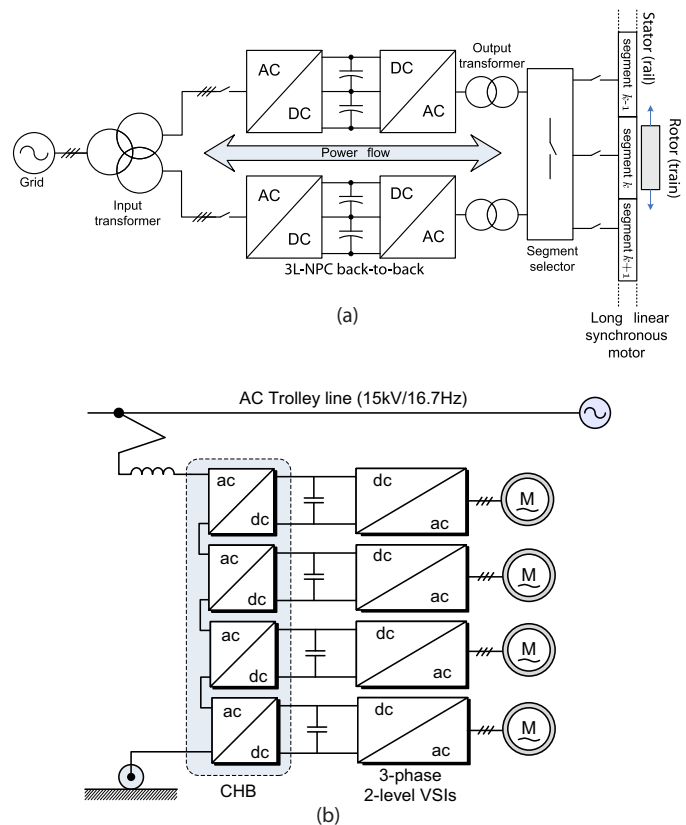 AC
DC
DC
AC
Output
transformer
Stator (rail)
segment k-1
Grid
Input
transformer
Power flow
segment k
Rotor (train)
AC
DC
DC
AC
3L-NPC back-to-back
Segment
selector
segment k+1
Long linear
synchronous
motor
(a)
AC Trolley line (15kV/16.7Hz)
ac
dc
dc
ac
M
ac
dc
dc
ac
M
ac
dc
dc
ac
M
ac
dc
dc
ac
M
CHB
3-phase
2-level VSIs
(b)